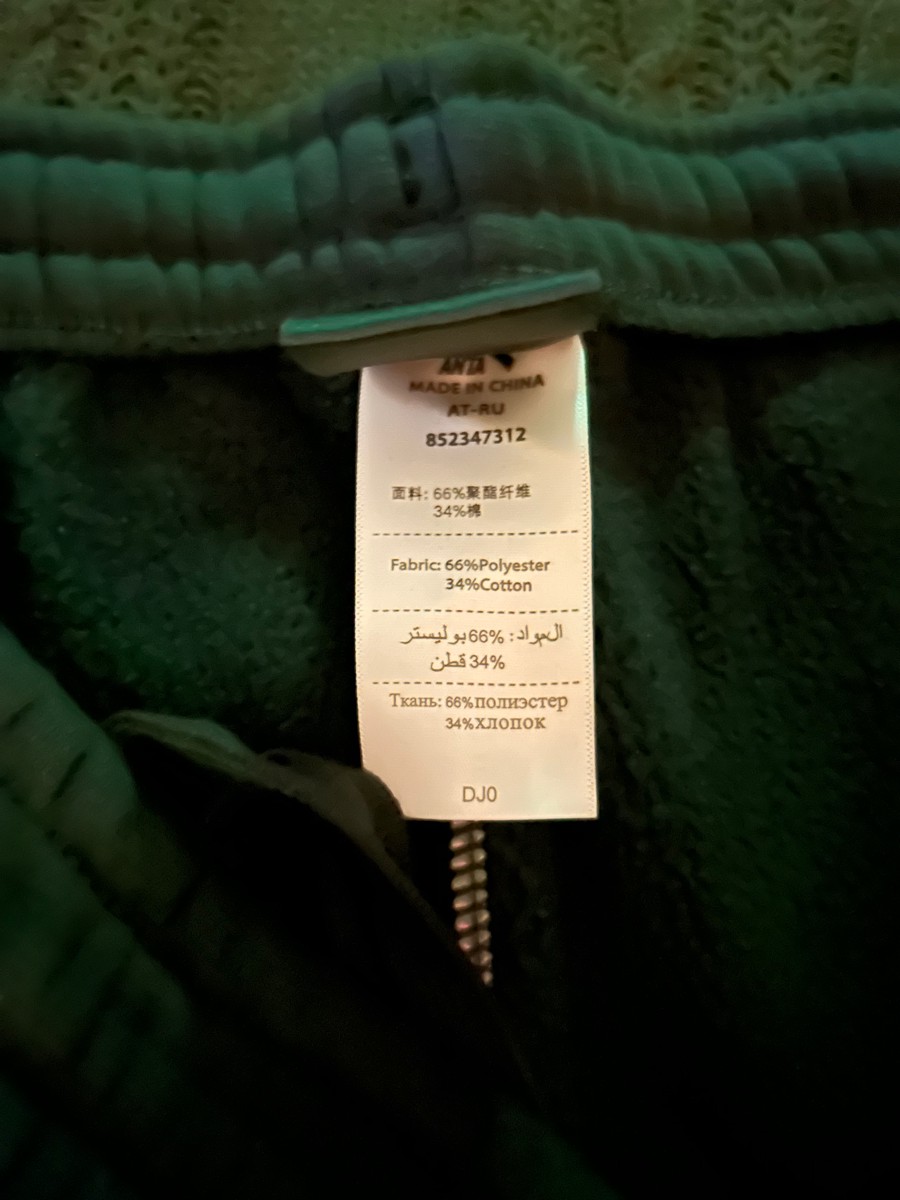 ANTA
MADE IN CHINA
AT-RU
852347312
面料: 66%聚酯纤维
34%棉
Fabric: 66%Polyester
34%Cotton
المواد: 66% بوليستر
34% قطن
Ткань: 66%полиэстер
34%хлопок
DJ0